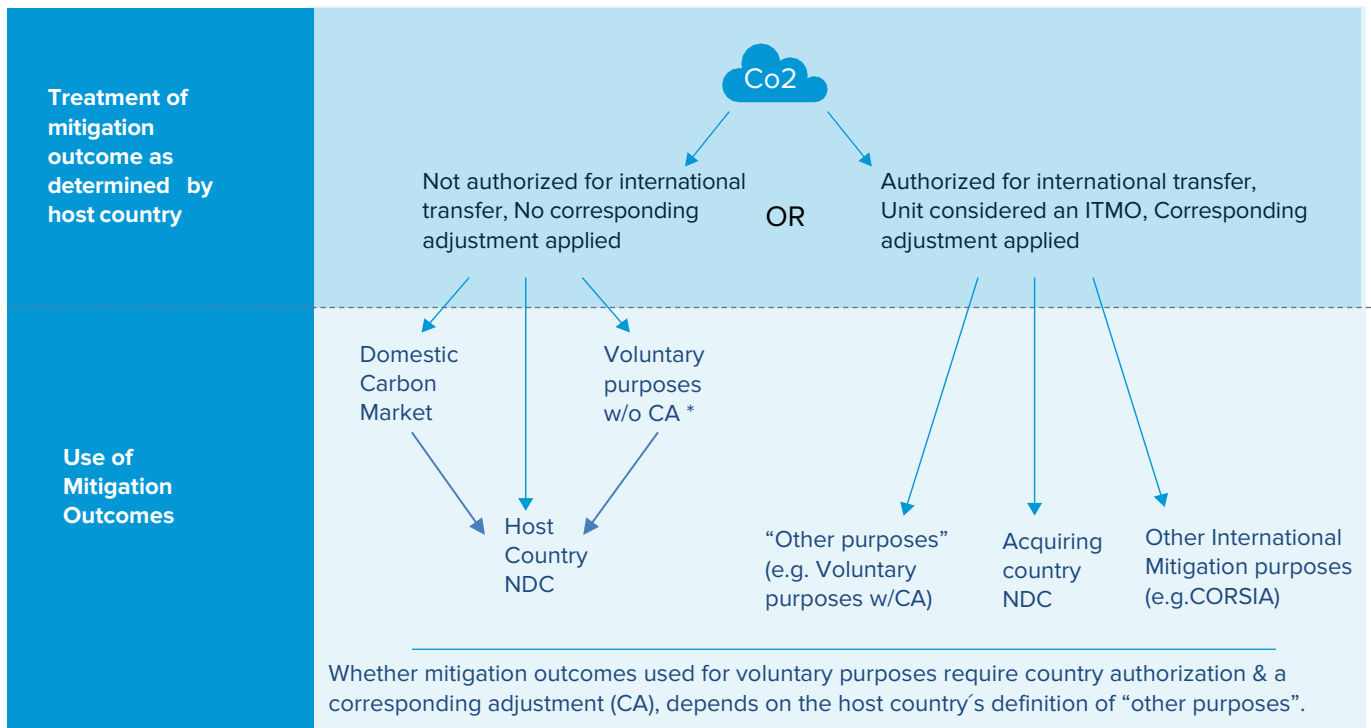 Co2
Treatment of
mitigation
outcome as
determined by
host country
Not authorized for international
transfer, No corresponding
adjustment applied
OR
Authorized for international transfer,
Unit considered an ITMO, Corresponding
adjustment applied
Use of
Mitigation
Outcomes
Domestic
Carbon
Market
Voluntary
purposes
w/o CA *
Host
Country
NDC
“Other purposes”
(e.g. Voluntary
purposes w/CA)
Acquiring
country
NDC
Other International
Mitigation purposes
(e.g.CORSIA)
Whether mitigation outcomes used for voluntary purposes require country authorization & a
corresponding adjustment (CA), depends on the host country´s definition of “other purposes”.